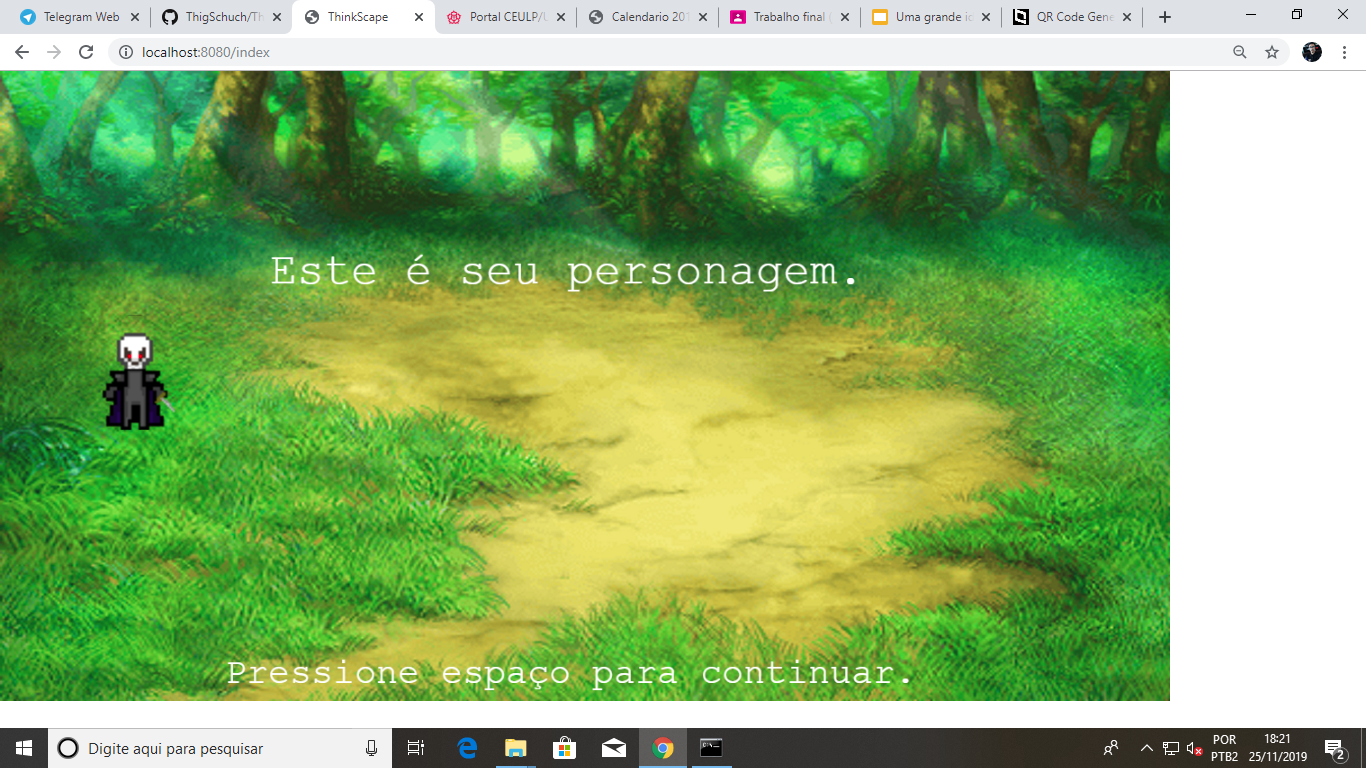 Telegram Web
ThigSchuch/Th
ThinkScape
Portal CEULP/U
Calendario 201
Trabalho final (
Uma grande id
QR Code Gene
localhost:8080/index
Este é seu personagem.
Pressione espaço para continuar.
Digite aqui para pesquisar
POR
PTB2
18:21
25/11/2019
2